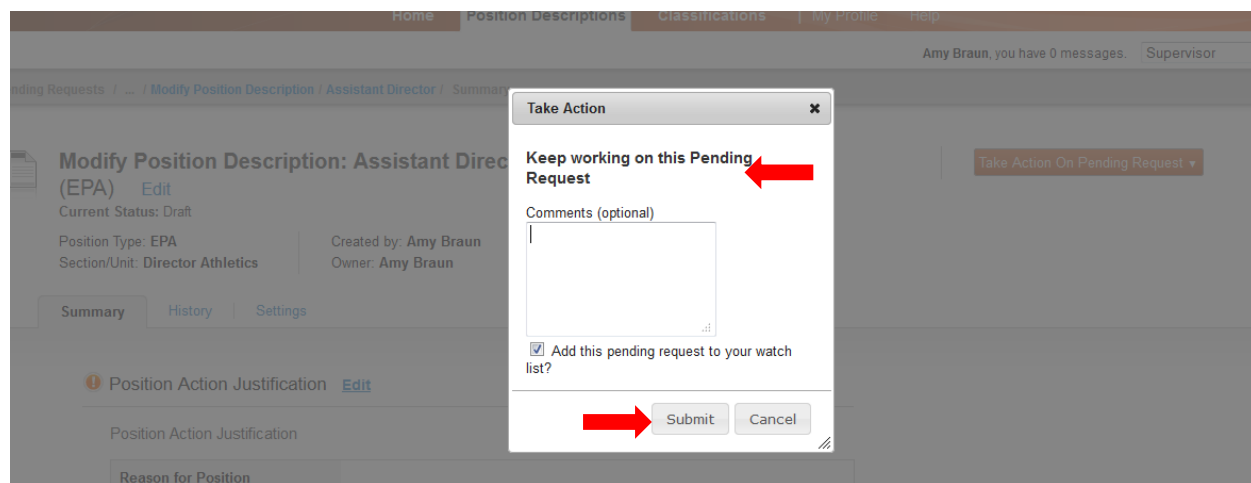 Home Position Descriptions Classifications | My Profile Help
Amy Braun, you have 0 messages. Supervisor
nding Requests / ... / Modify Position Description / Assistant Director / Summary
Take Action
Modify Position Description: Assistant Direc
(EPA) Edit
Current Status: Draft
Position Type: EPA Created by: Amy Braun
Section/Unit: Director Athletics Owner: Amy Braun
Keep working on this Pending
Request
Comments (optional)
Add this pending request to your watch
list?
Submit Cancel
Take Action On Pending Request
Summary History Settings
Position Action Justification Edit
Position Action Justification
Reason for Position